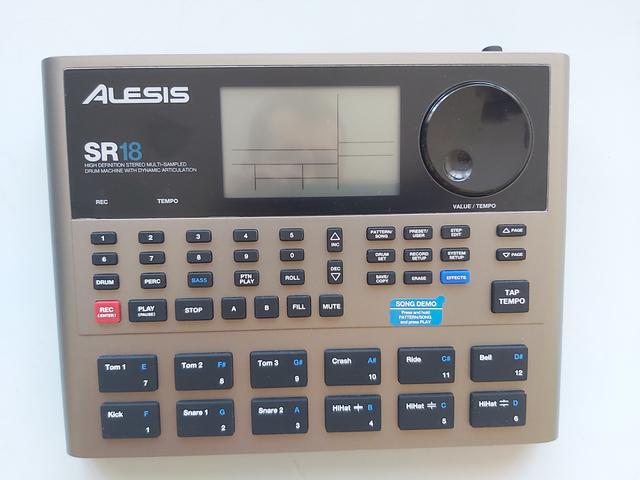 ALESIS
SR18
HIGH DEFINITION STEREO MULTI-SAMPLED
DRUM MACHINE WITH DYNAMIC ARTICULATION
REC TEMPO
VALUE / TEMPO
1 2 3 4 5
INC
PATTERN/SONG PRESET/USER STEP EDIT
PAGE
6 7 8 9 0
DRUM SET RECORD SETUP SYSTEM SETUP
PAGE
DRUM PERC BASS PTN PLAY ROLL
DEC
SAVE/COPY ERASE EFFECTS
REC (ENTER) PLAY (PAUSE) STOP A B FILL MUTE
TAP TEMPO
SONG DEMO
Press and hold
PATTERN/SONG
and press PLAY
Tom 1 E 7
Tom 2 F# 8
Tom 3 G# 9
Crash A# 10
Ride C# 11
Bell D# 12
Kick F 1
Snare 1 G 2
Snare 2 A 3
HiHat B 4
HiHat C 5
HiHat D 6